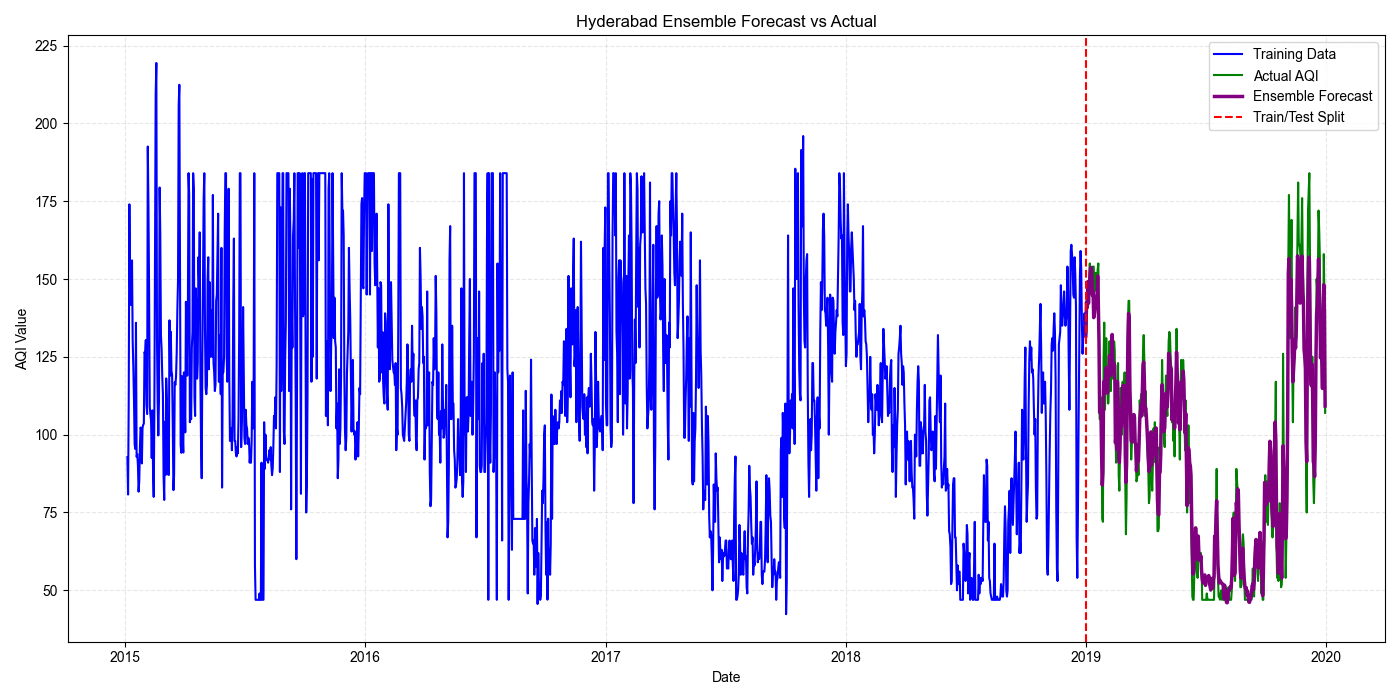 Hyderabad Ensemble Forecast vs Actual
225
200
175
150
125
100
75
50
AQI Value
Training Data
Actual AQI
Ensemble Forecast
Train/Test Split
2015
2016
2017
2018
2019
2020
Date